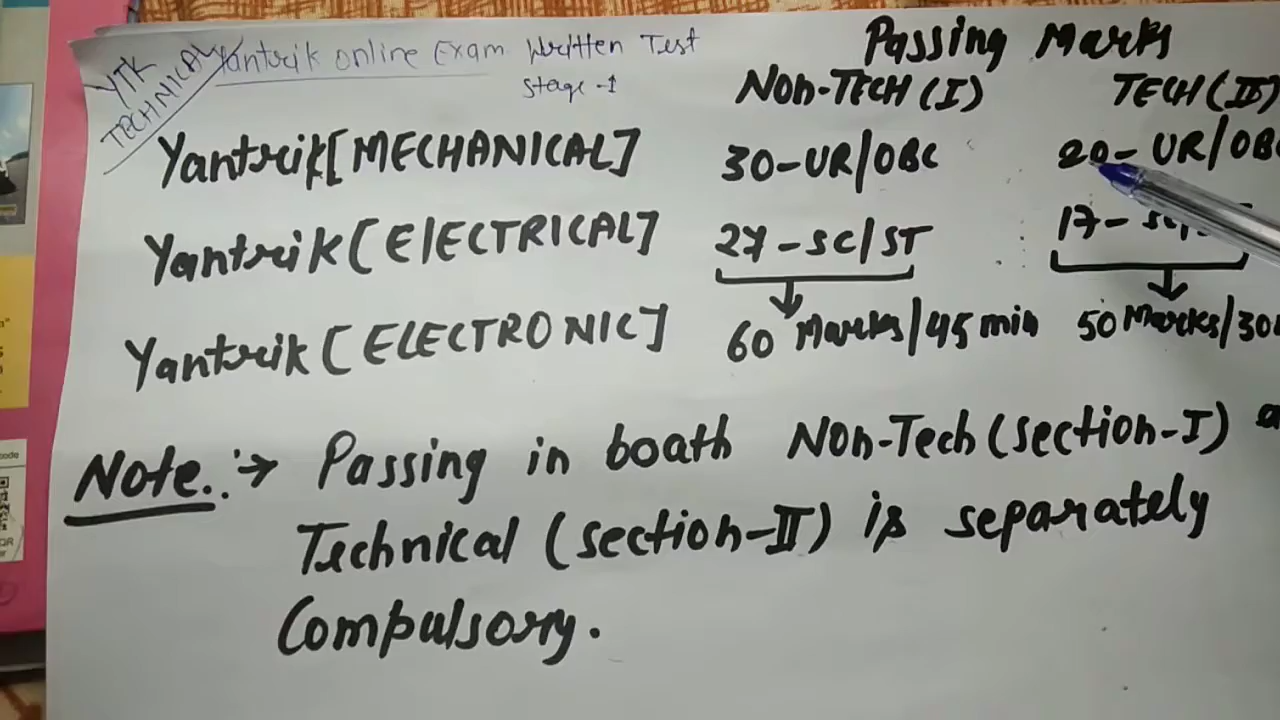 YTK
TECHNICAL
Yantrik online Exam Written Test
Stage-1
Passing Marks
NON-TECH (I) TECH (II)
Yantrik [MECHANICAL] 30-UR/OBC 20-UR/OBC
Yantrik [ElECTRICAL] 27-SC/ST 17-
Yantrik [ELECTRONIC] 60 Marks/45 min 50 Marks/30
Note:→ Passing in boath NON-Tech (section-I)
Technical (section-II) is separately
Compulsory.